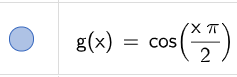 g(x) = cos(x π / 2)